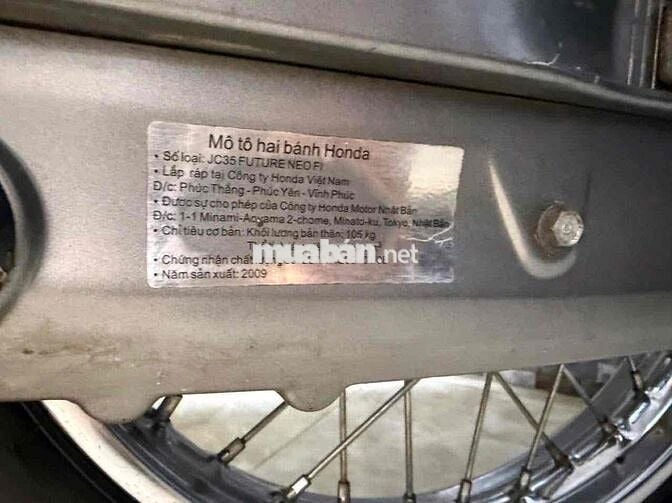 Mô tô hai bánh Honda
• Số loại: JC35 FUTURE NEO FI
• Lắp ráp tại Công ty Honda Việt Nam
Đ/c: Phúc Thắng - Phúc Yên - Vĩnh Phúc
• Được sự cho phép của Công ty Honda Motor Nhật Bản
Đ/c: 1-1 Minami-Aoyama 2-chome, Minato-ku, Tokyo, Nhật Bản
• Chỉ tiêu cơ bản: Khối lượng bản thân: 105 kg
muaban.net
• Chứng nhận chất
• Năm sản xuất: 2009